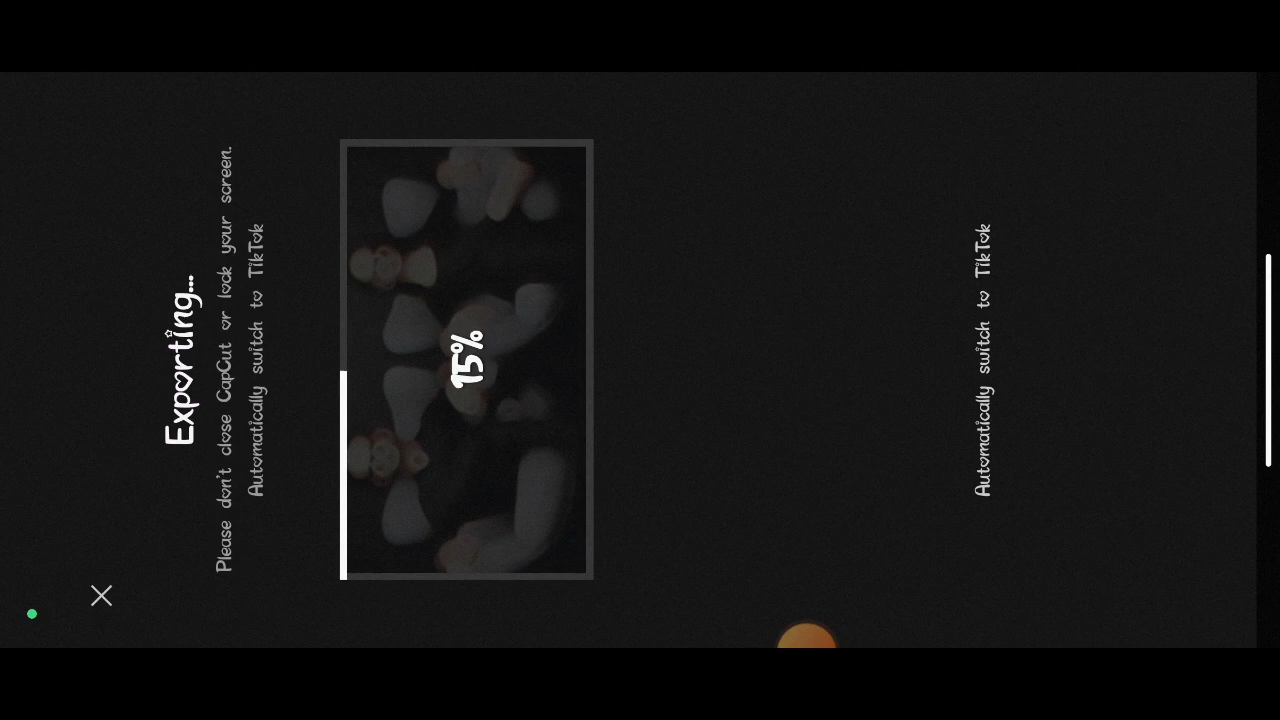 Exporting...
Please don't close CapCut or lock your screen.
Automatically switch to TikTok
15%
Automatically switch to TikTok